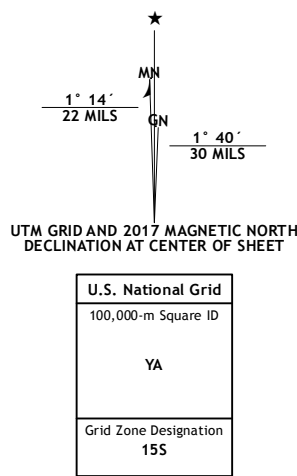 ★
MN
1° 14´
22 MILS
GN
1° 40´
30 MILS
UTM GRID AND 2017 MAGNETIC NORTH
DECLINATION AT CENTER OF SHEET
U.S. National Grid
100,000-m Square ID
YA
Grid Zone Designation
15S